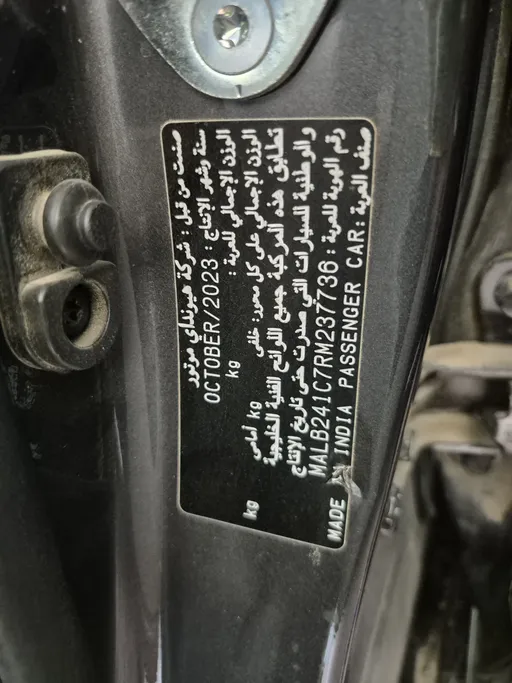 صنعت من قبل : شركة هيونداي موتور
سنة وشهر الانتاج : OCTOBER/2023
الوزن الإجمالي للعربة : kg
الوزن الإجمالي على كل محور: خلفي kg أمامي kg
تطابق هذه المركبة جميع اللوائح الفنية الخليجية
والوطنية للسيارات التي صدرت حتى تاريخ الإنتاج
رقم الهوية للعربة : MALB241C7RM237736
صنف العربة : PASSENGER CAR
MADE IN INDIA